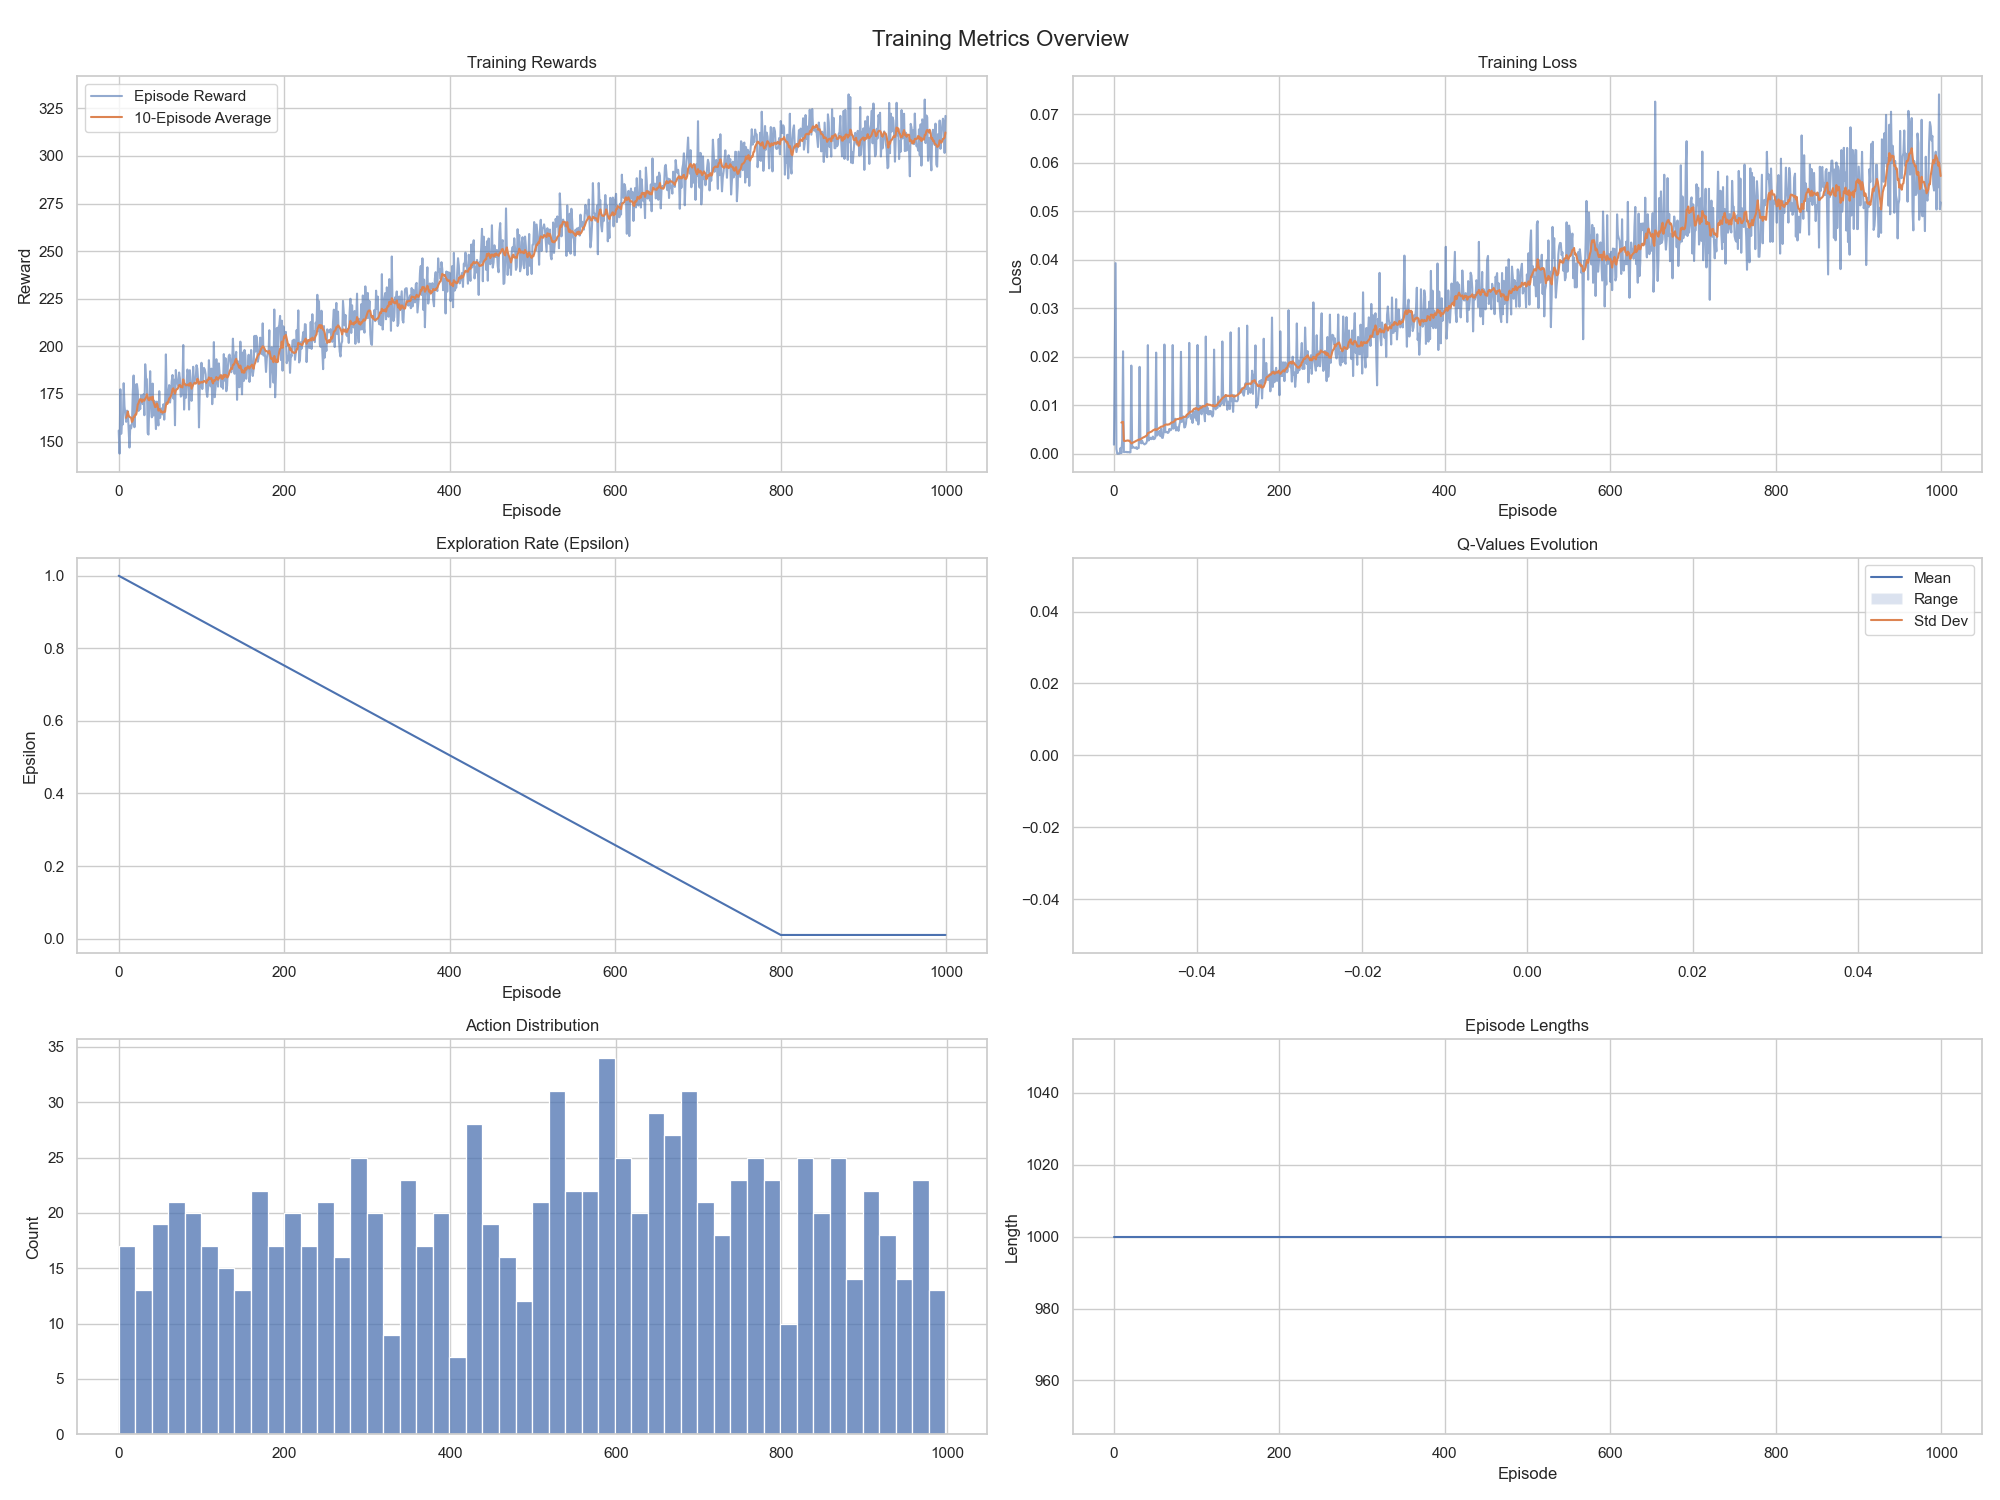 Training Metrics Overview
Training Rewards
Episode Reward
10-Episode Average
325
300
275
250
225
200
175
150
Reward
0 200 400 600 800 1000
Episode
Training Loss
0.07
0.06
0.05
0.04
0.03
0.02
0.01
0.00
Loss
0 200 400 600 800 1000
Episode
Exploration Rate (Epsilon)
1.0
0.8
0.6
0.4
0.2
0.0
Epsilon
0 200 400 600 800 1000
Episode
Q-Values Evolution
Mean
Range
Std Dev
0.04
0.02
0.00
−0.02
−0.04
−0.04 −0.02 0.00 0.02 0.04
Action Distribution
35
30
25
20
15
10
5
0
Count
0 200 400 600 800 1000
Episode Lengths
1040
1020
1000
980
960
Length
0 200 400 600 800 1000
Episode